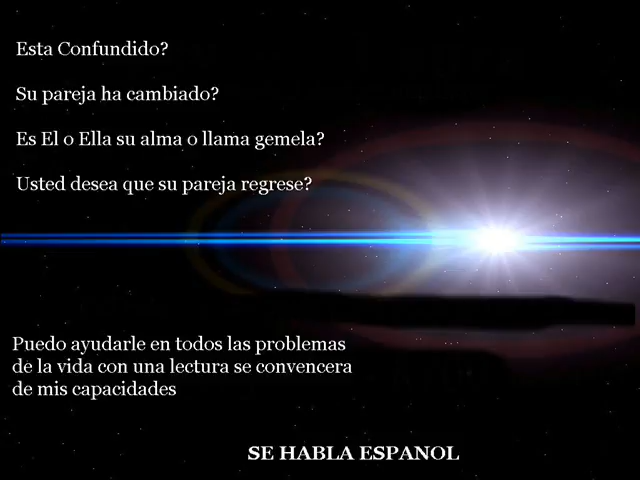 Esta Confundido?
Su pareja ha cambiado?
Es El o Ella su alma o llama gemela?
Usted desea que su pareja regrese?
Puedo ayudarle en todos las problemas
de la vida con una lectura se convencera
de mis capacidades
SE HABLA ESPANOL